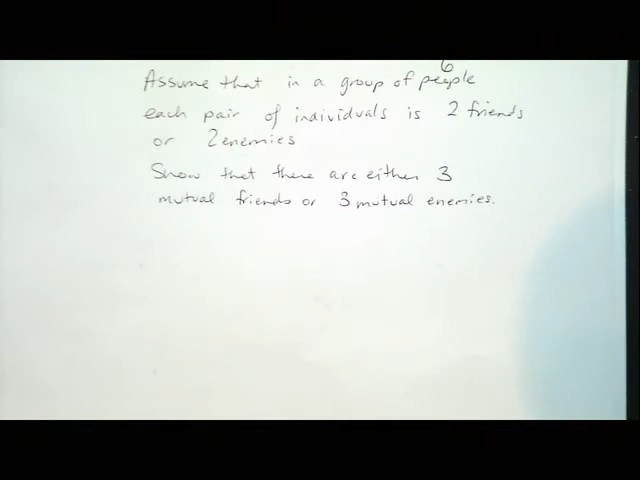 6
Assume that in a group of people
each pair of individuals is 2 friends
or 2 enemies
Show that there are either 3
mutual friends or 3 mutual enemies.